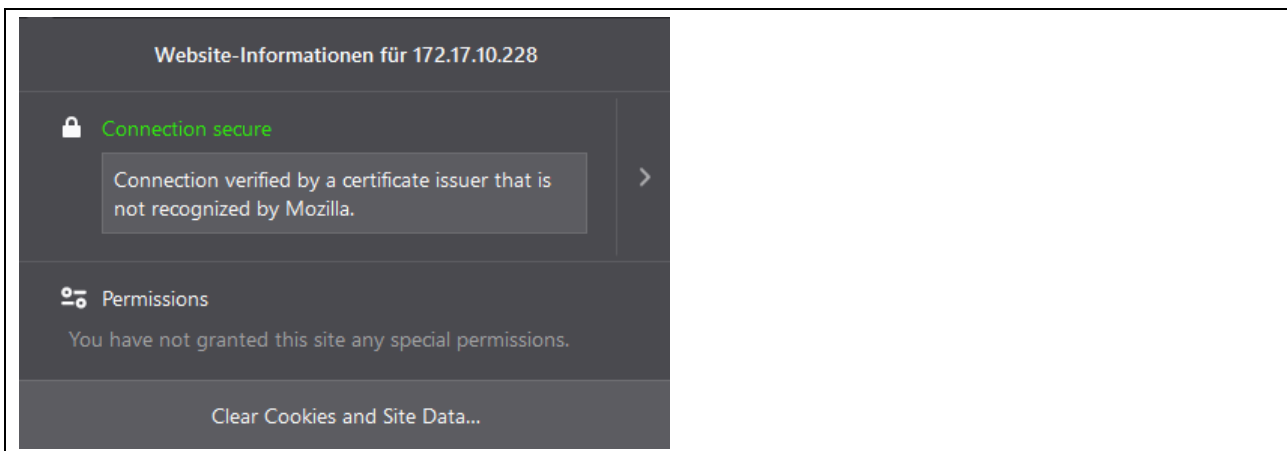 Website-Informationen für 172.17.10.228
Connection secure
Connection verified by a certificate issuer that is
not recognized by Mozilla.
Permissions
You have not granted this site any special permissions.
Clear Cookies and Site Data...